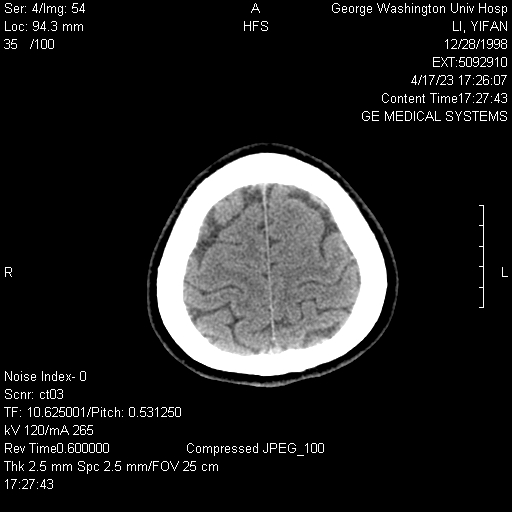 Ser: 4/Img: 54
Loc: 94.3 mm
35 /100
A
HFS
George Washington Univ Hosp
LI, YIFAN
12/28/1998
EXT:5092910
4/17/23 17:26:07
Content Time17:27:43
GE MEDICAL SYSTEMS
R
L
Noise Index- 0
Scnr: ct03
TF: 10.625001/Pitch: 0.531250
kV 120/mA 265
Rev Time0.600000
Compressed JPEG_100
Thk 2.5 mm Spc 2.5 mm/FOV 25 cm
17:27:43